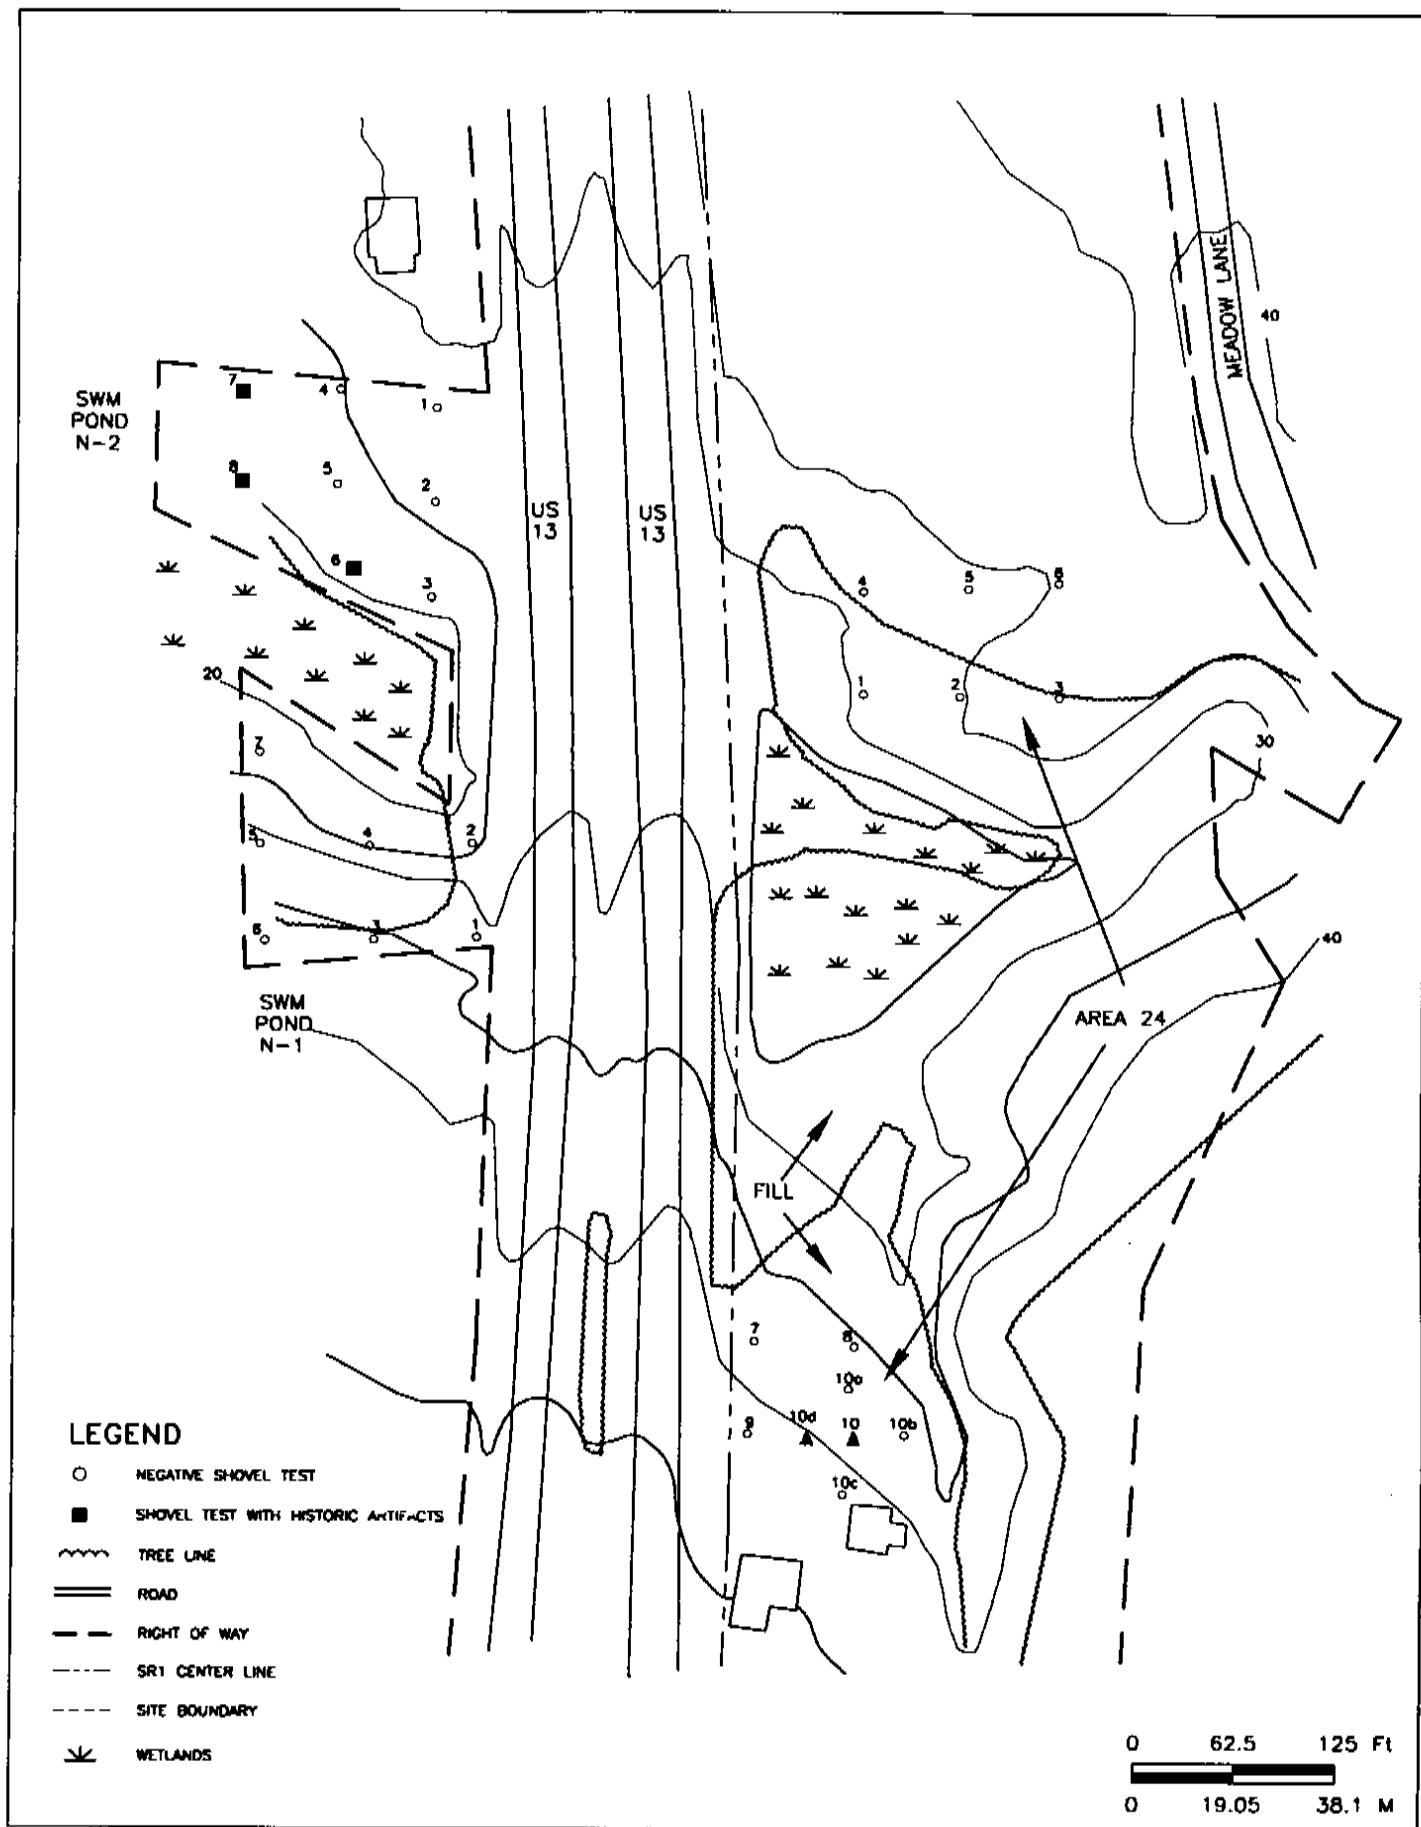 MEADOW LANE
40
SWM
POND
N-2
7
4
1
8
5
2
US
13
US
13
6
3
4
5
6
20
1
2
3
7
30
5
4
2
6
3
1
40
SWM
POND
N-1
AREA 24
FILL
7
8
10a
9
10d
10
10b
10c
LEGEND
NEGATIVE SHOVEL TEST
SHOVEL TEST WITH HISTORIC ARTIFACTS
TREE LINE
ROAD
RIGHT OF WAY
SR1 CENTER LINE
SITE BOUNDARY
WETLANDS
0 62.5 125 Ft
0 19.05 38.1 M